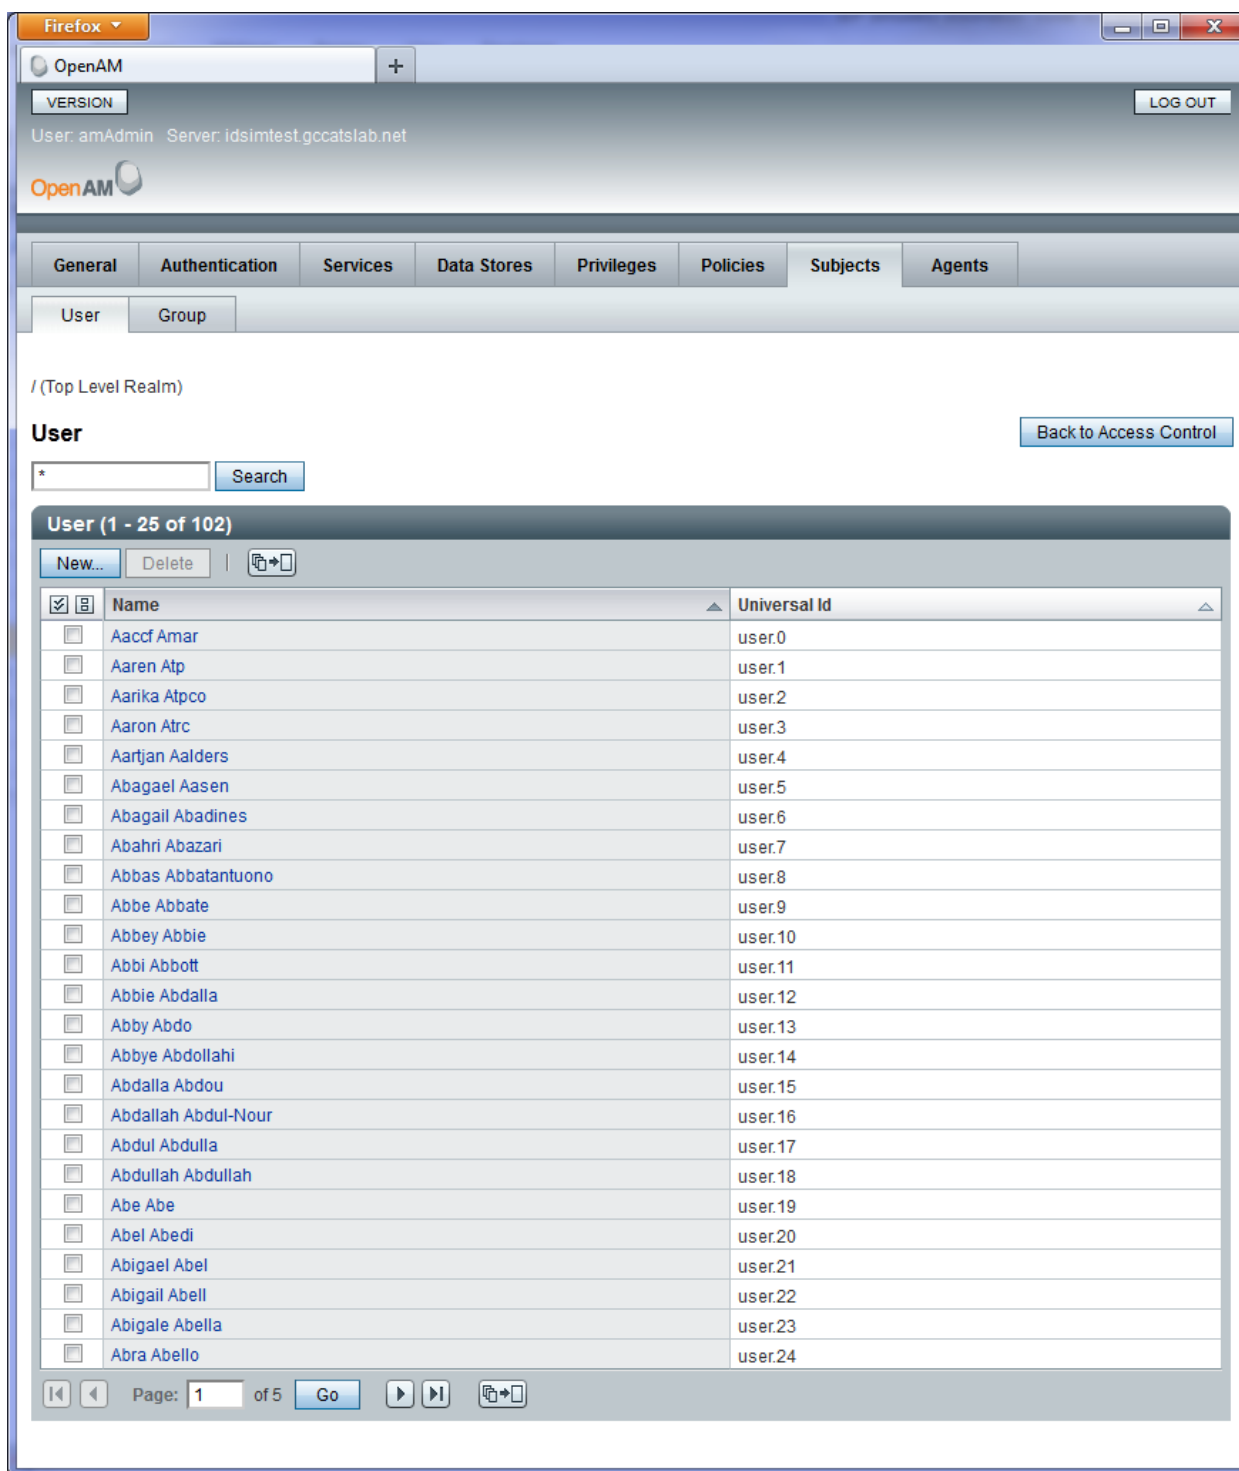 Firefox
OpenAM
VERSION
LOG OUT
User: amAdmin Server: idsimtest.gccatslab.net
OpenAM
General Authentication Services Data Stores Privileges Policies Subjects Agents
User Group
/ (Top Level Realm)
User
Back to Access Control
* Search
User (1 - 25 of 102)
New... Delete
Name Universal Id
Aaccf Amar user.0
Aaren Atp user.1
Aarika Atpco user.2
Aaron Atrc user.3
Aartjan Aalders user.4
Abagael Aasen user.5
Abagail Abadines user.6
Abahri Abazari user.7
Abbas Abbatantuono user.8
Abbe Abbate user.9
Abbey Abbie user.10
Abbi Abbott user.11
Abbie Abdalla user.12
Abby Abdo user.13
Abbye Abdollahi user.14
Abdalla Abdou user.15
Abdallah Abdul-Nour user.16
Abdul Abdulla user.17
Abdullah Abdullah user.18
Abe Abe user.19
Abel Abedi user.20
Abigael Abel user.21
Abigail Abell user.22
Abigale Abella user.23
Abra Abello user.24
Page: 1 of 5 Go